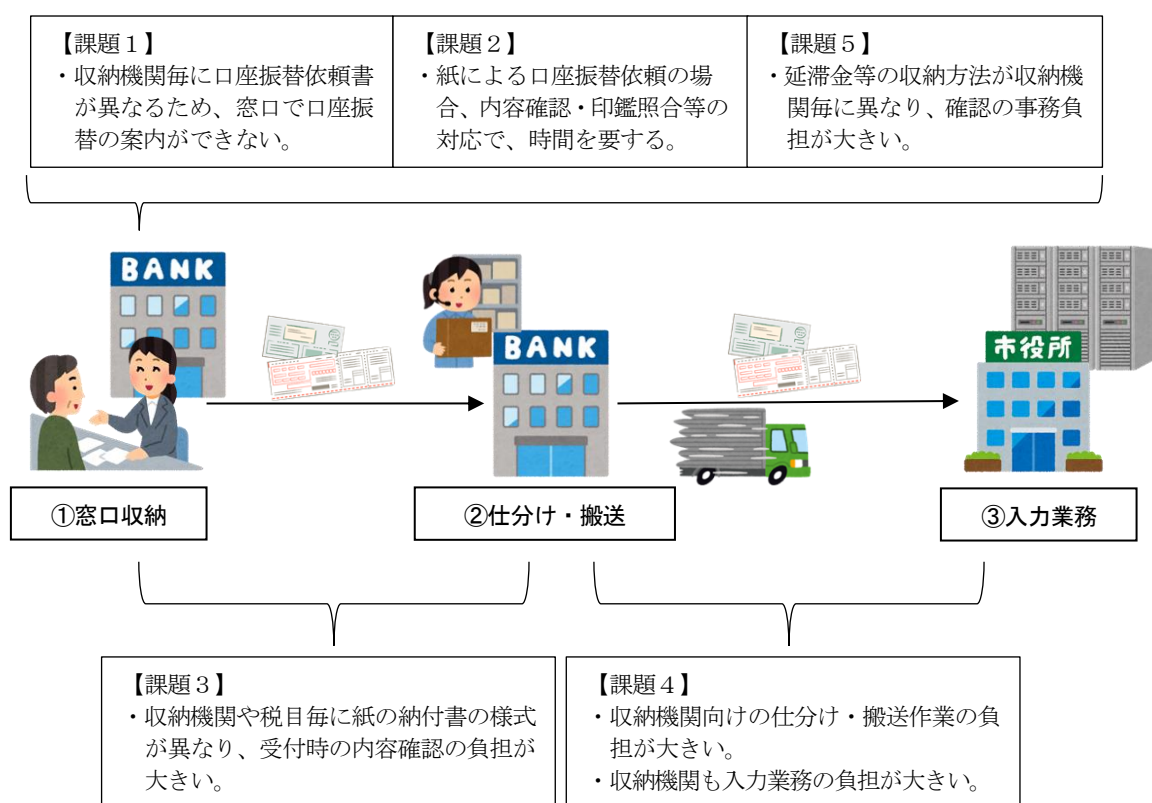 【課題１】
・収納機関毎に口座振替依頼書
が異なるため、窓口で口座振
替の案内ができない。
【課題２】
・紙による口座振替依頼の場
合、内容確認・印鑑照合等の
対応で、時間を要する。
【課題５】
・延滞金等の収納方法が収納機
関毎に異なり、確認の事務負
担が大きい。
BANK
BANK
市役所
①窓口収納
②仕分け・搬送
③入力業務
【課題３】
・収納機関や税目毎に紙の納付書の様式
が異なり、受付時の内容確認の負担が
大きい。
【課題４】
・収納機関向けの仕分け・搬送作業の負
担が大きい。
・収納機関も入力業務の負担が大きい。